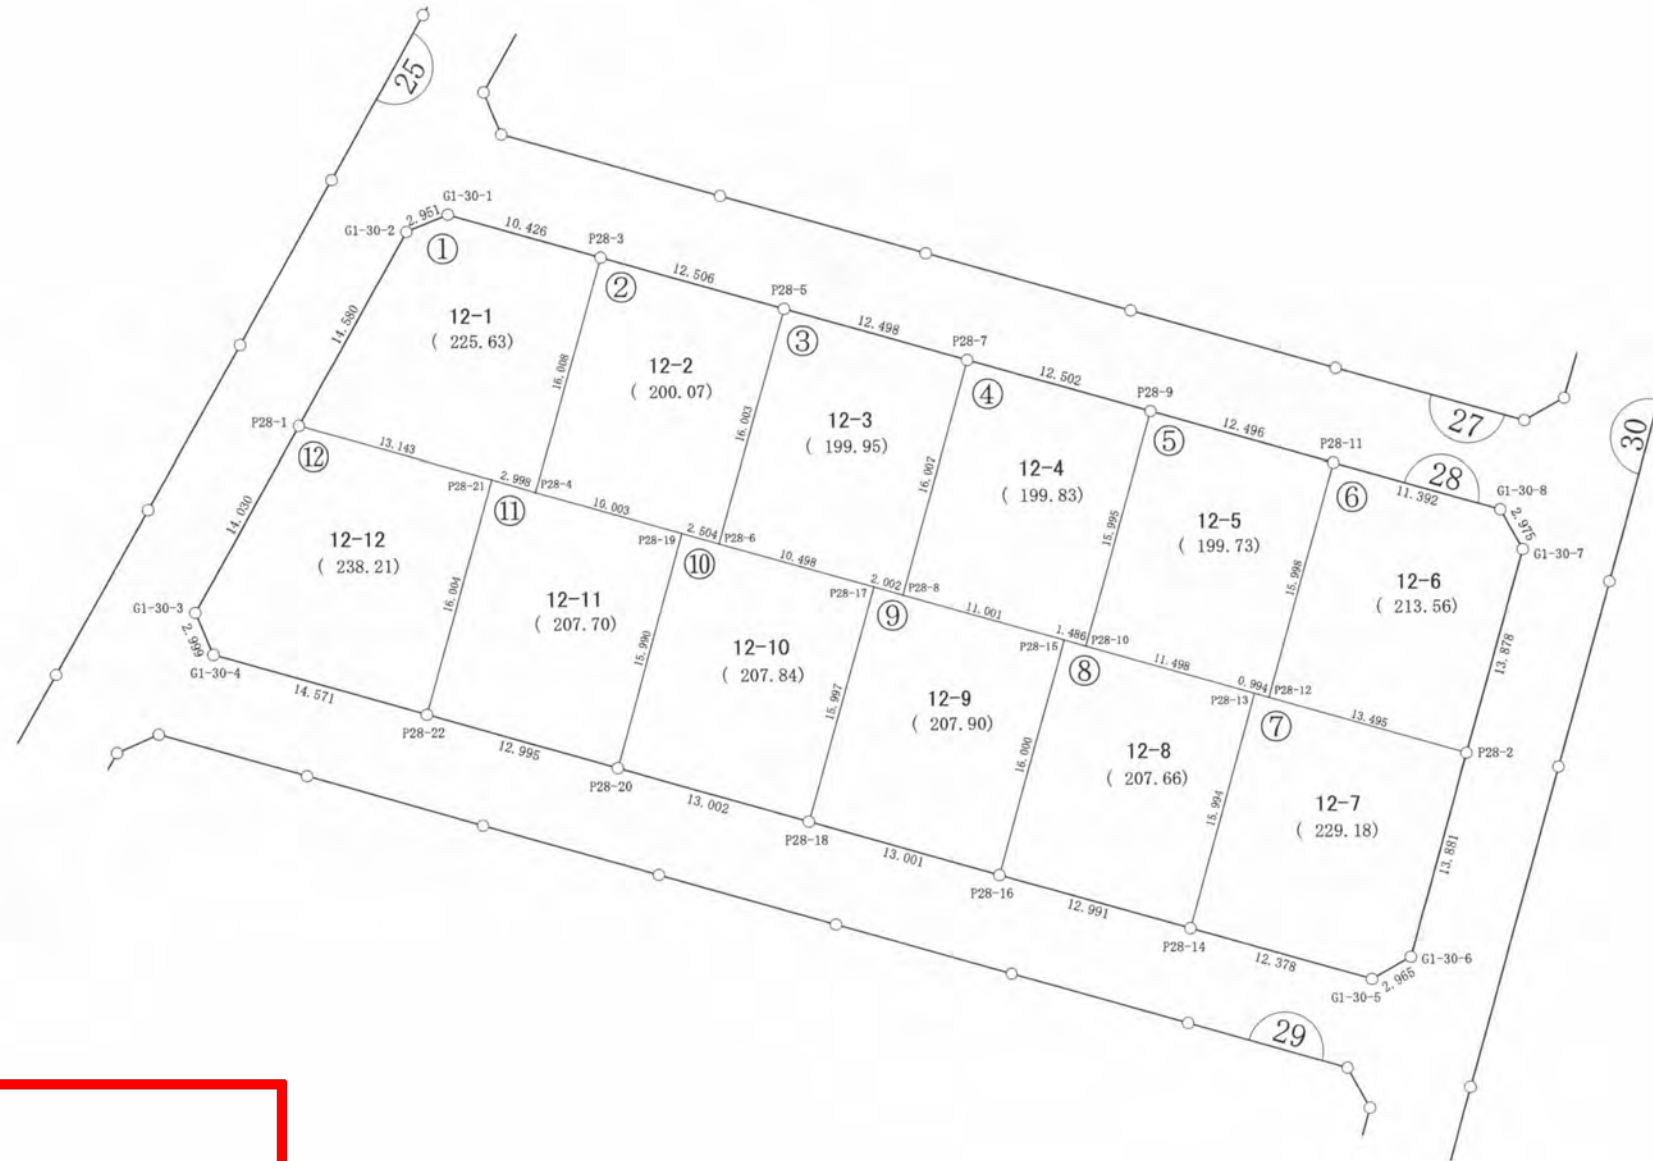 25
G1-30-1
2.951
G1-30-2
①
10.426
P28-3
②
12.506
P28-5
③
12.498
P28-7
④
12.502
P28-9
⑤
12.496
P28-11
⑥
27
28
11.392
G1-30-8
2.975
G1-30-7
30
14.580
12-1
( 225.63)
16.008
12-2
( 200.07)
16.003
12-3
( 199.95)
16.007
12-4
( 199.83)
15.995
12-5
( 199.73)
15.998
12-6
( 213.56)
13.878
P28-1
⑫
13.143
P28-21
2.998
P28-4
⑪
10.003
P28-19
2.504
P28-6
⑩
10.498
P28-17
2.002
P28-8
⑨
11.001
P28-15
1.486
P28-10
⑧
11.498
P28-13
0.994
P28-12
⑦
13.495
P28-2
14.030
12-12
( 238.21)
16.004
12-11
( 207.70)
15.990
12-10
( 207.84)
15.997
12-9
( 207.90)
16.000
12-8
( 207.66)
15.994
12-7
( 229.18)
13.881
G1-30-3
2.999
G1-30-4
14.571
P28-22
12.995
P28-20
13.002
P28-18
13.001
P28-16
12.991
P28-14
12.378
G1-30-5
2.965
G1-30-6
29